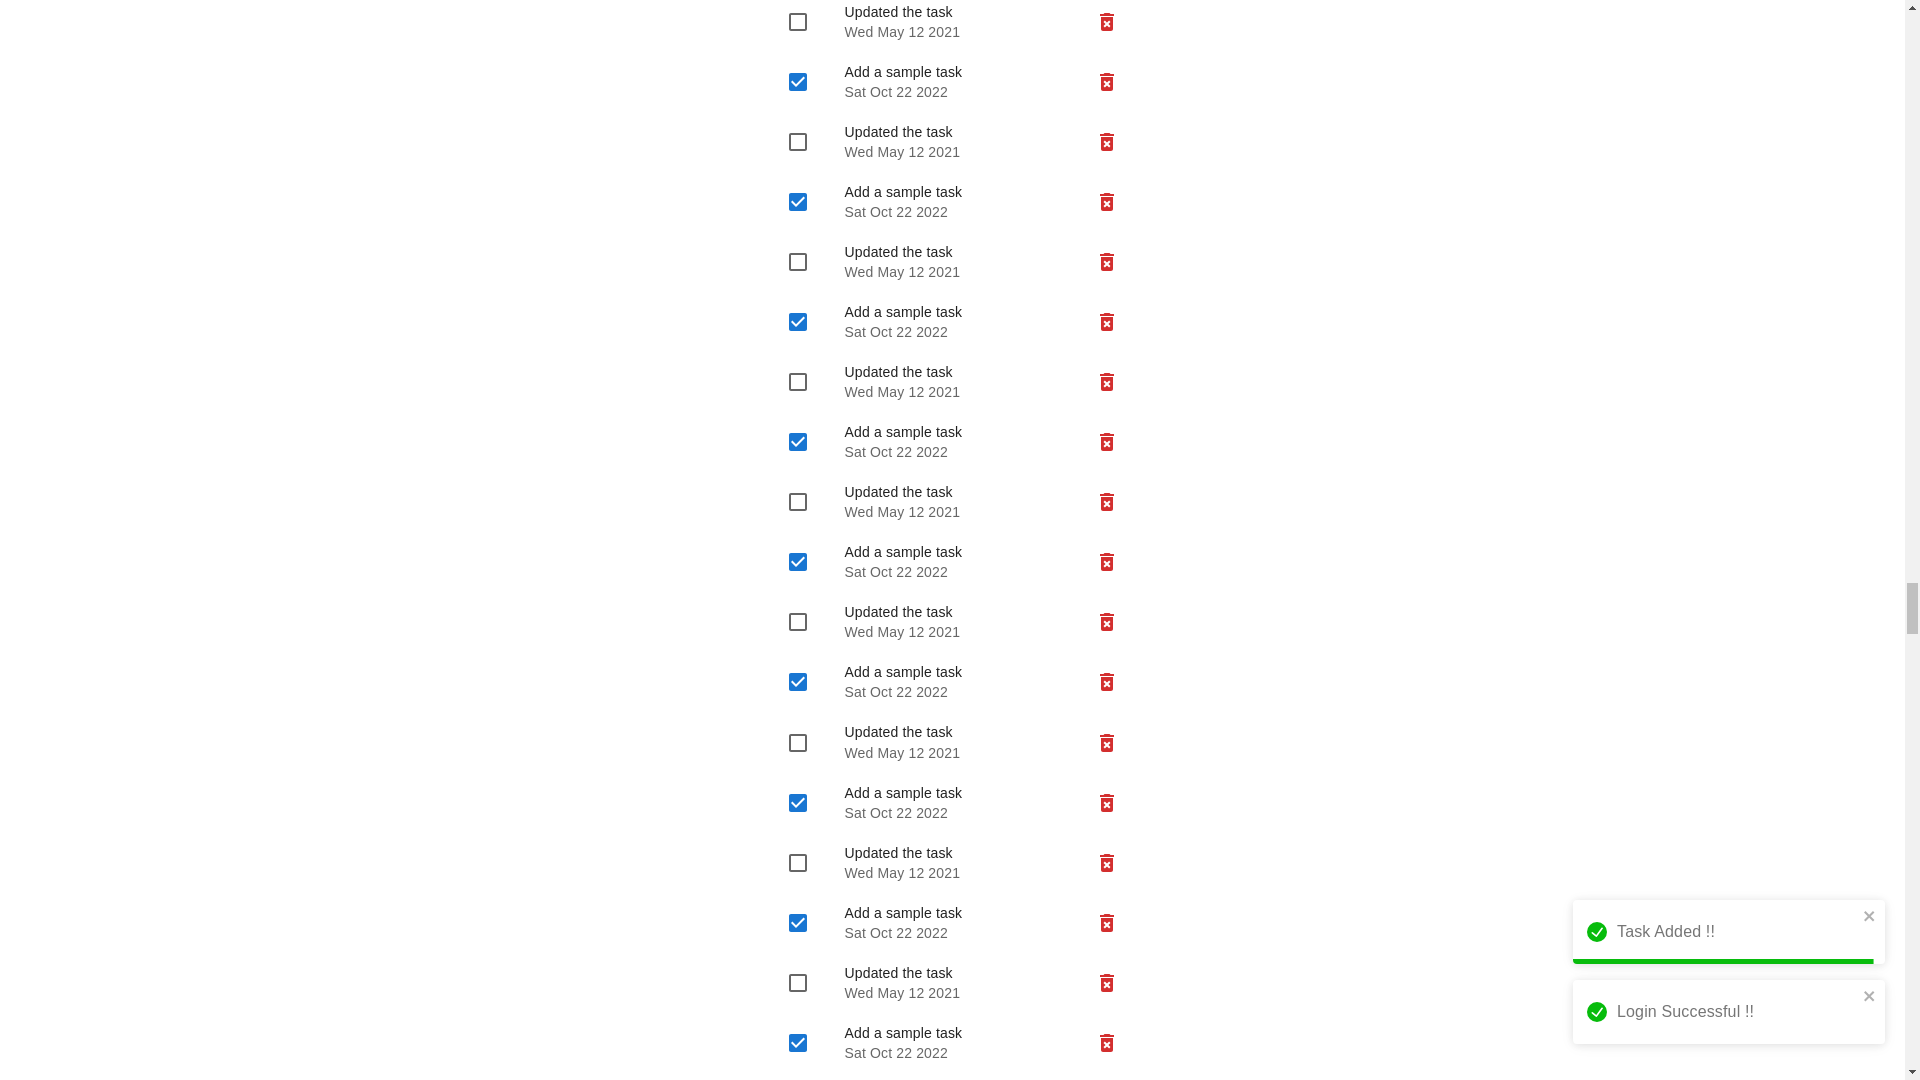 Updated the task
Wed May 12 2021
Add a sample task
Sat Oct 22 2022
Updated the task
Wed May 12 2021
Add a sample task
Sat Oct 22 2022
Updated the task
Wed May 12 2021
Add a sample task
Sat Oct 22 2022
Updated the task
Wed May 12 2021
Add a sample task
Sat Oct 22 2022
Updated the task
Wed May 12 2021
Add a sample task
Sat Oct 22 2022
Updated the task
Wed May 12 2021
Add a sample task
Sat Oct 22 2022
Updated the task
Wed May 12 2021
Add a sample task
Sat Oct 22 2022
Updated the task
Wed May 12 2021
Add a sample task
Sat Oct 22 2022
Updated the task
Wed May 12 2021
Add a sample task
Sat Oct 22 2022
Task Added !!
Login Successful !!